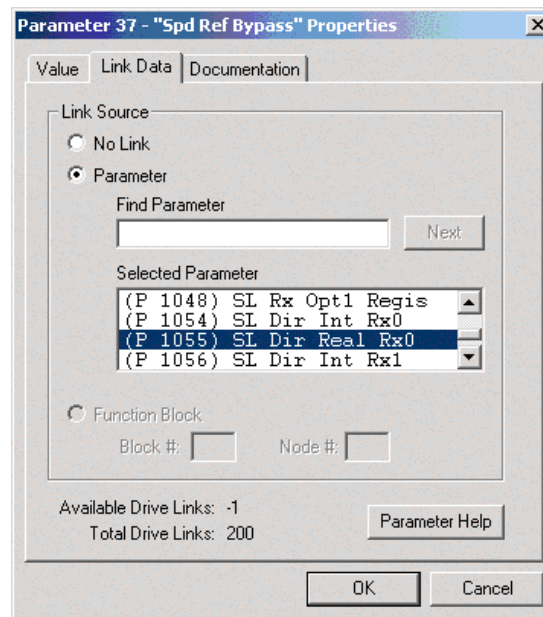 Parameter 37 - "Spd Ref Bypass" Properties
Value Link Data Documentation
Link Source
No Link
Parameter
Find Parameter
Next
Selected Parameter
(P 1048) SL Rx Opt1 Regis
(P 1054) SL Dir Int Rx0
(P 1055) SL Dir Real Rx0
(P 1056) SL Dir Int Rx1
Function Block
Block #: Node #:
Available Drive Links: -1
Total Drive Links: 200
Parameter Help
OK Cancel